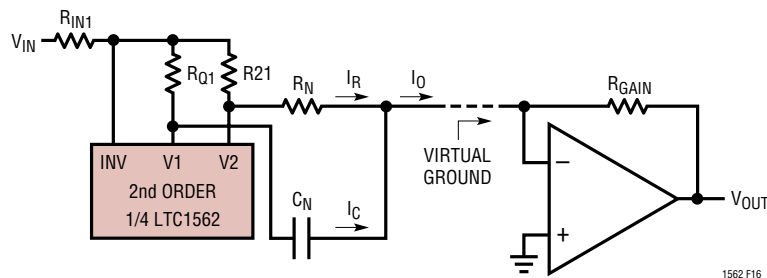 R_IN1
V_IN
R_Q1
R21
R_N
I_R
I_O
R_GAIN
INV V1 V2
2nd ORDER
1/4 LTC1562
C_N
I_C
VIRTUAL
GROUND
−
+
V_OUT
1562 F16